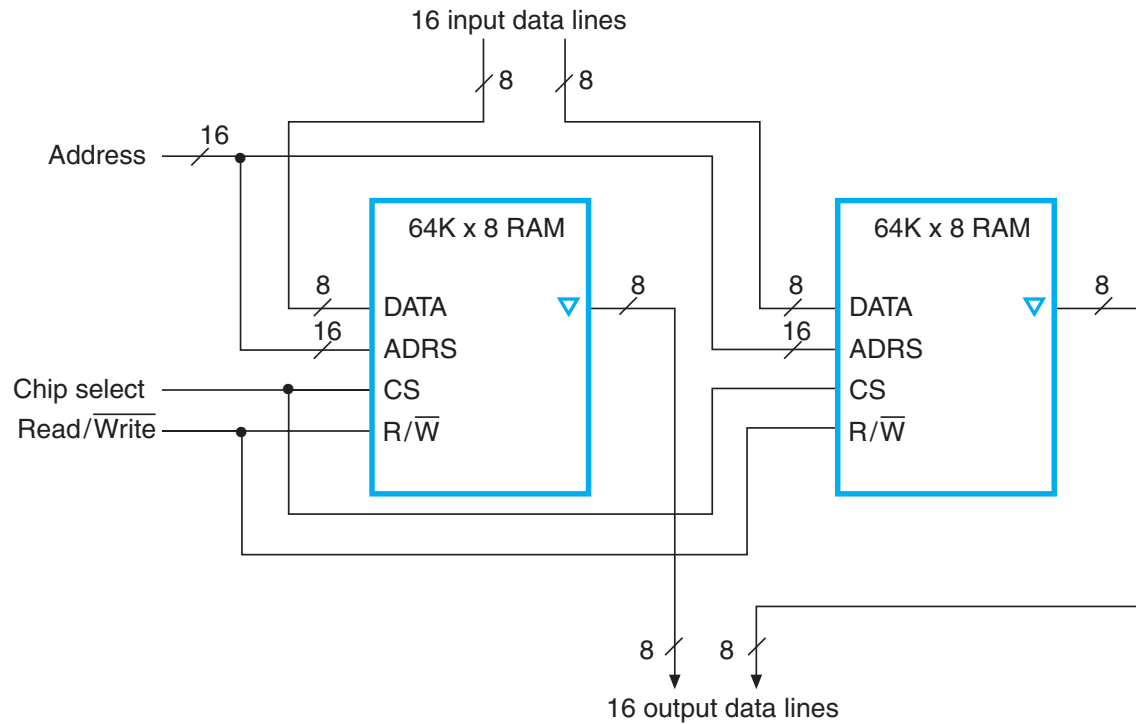 16 input data lines
8 8
16
Address
64K x 8 RAM
8
DATA
8
16
ADRS
CS
R/W̅
64K x 8 RAM
8
DATA
8
16
ADRS
CS
R/W̅
Chip select
Read/W̅r̅i̅t̅e̅
8 8
16 output data lines